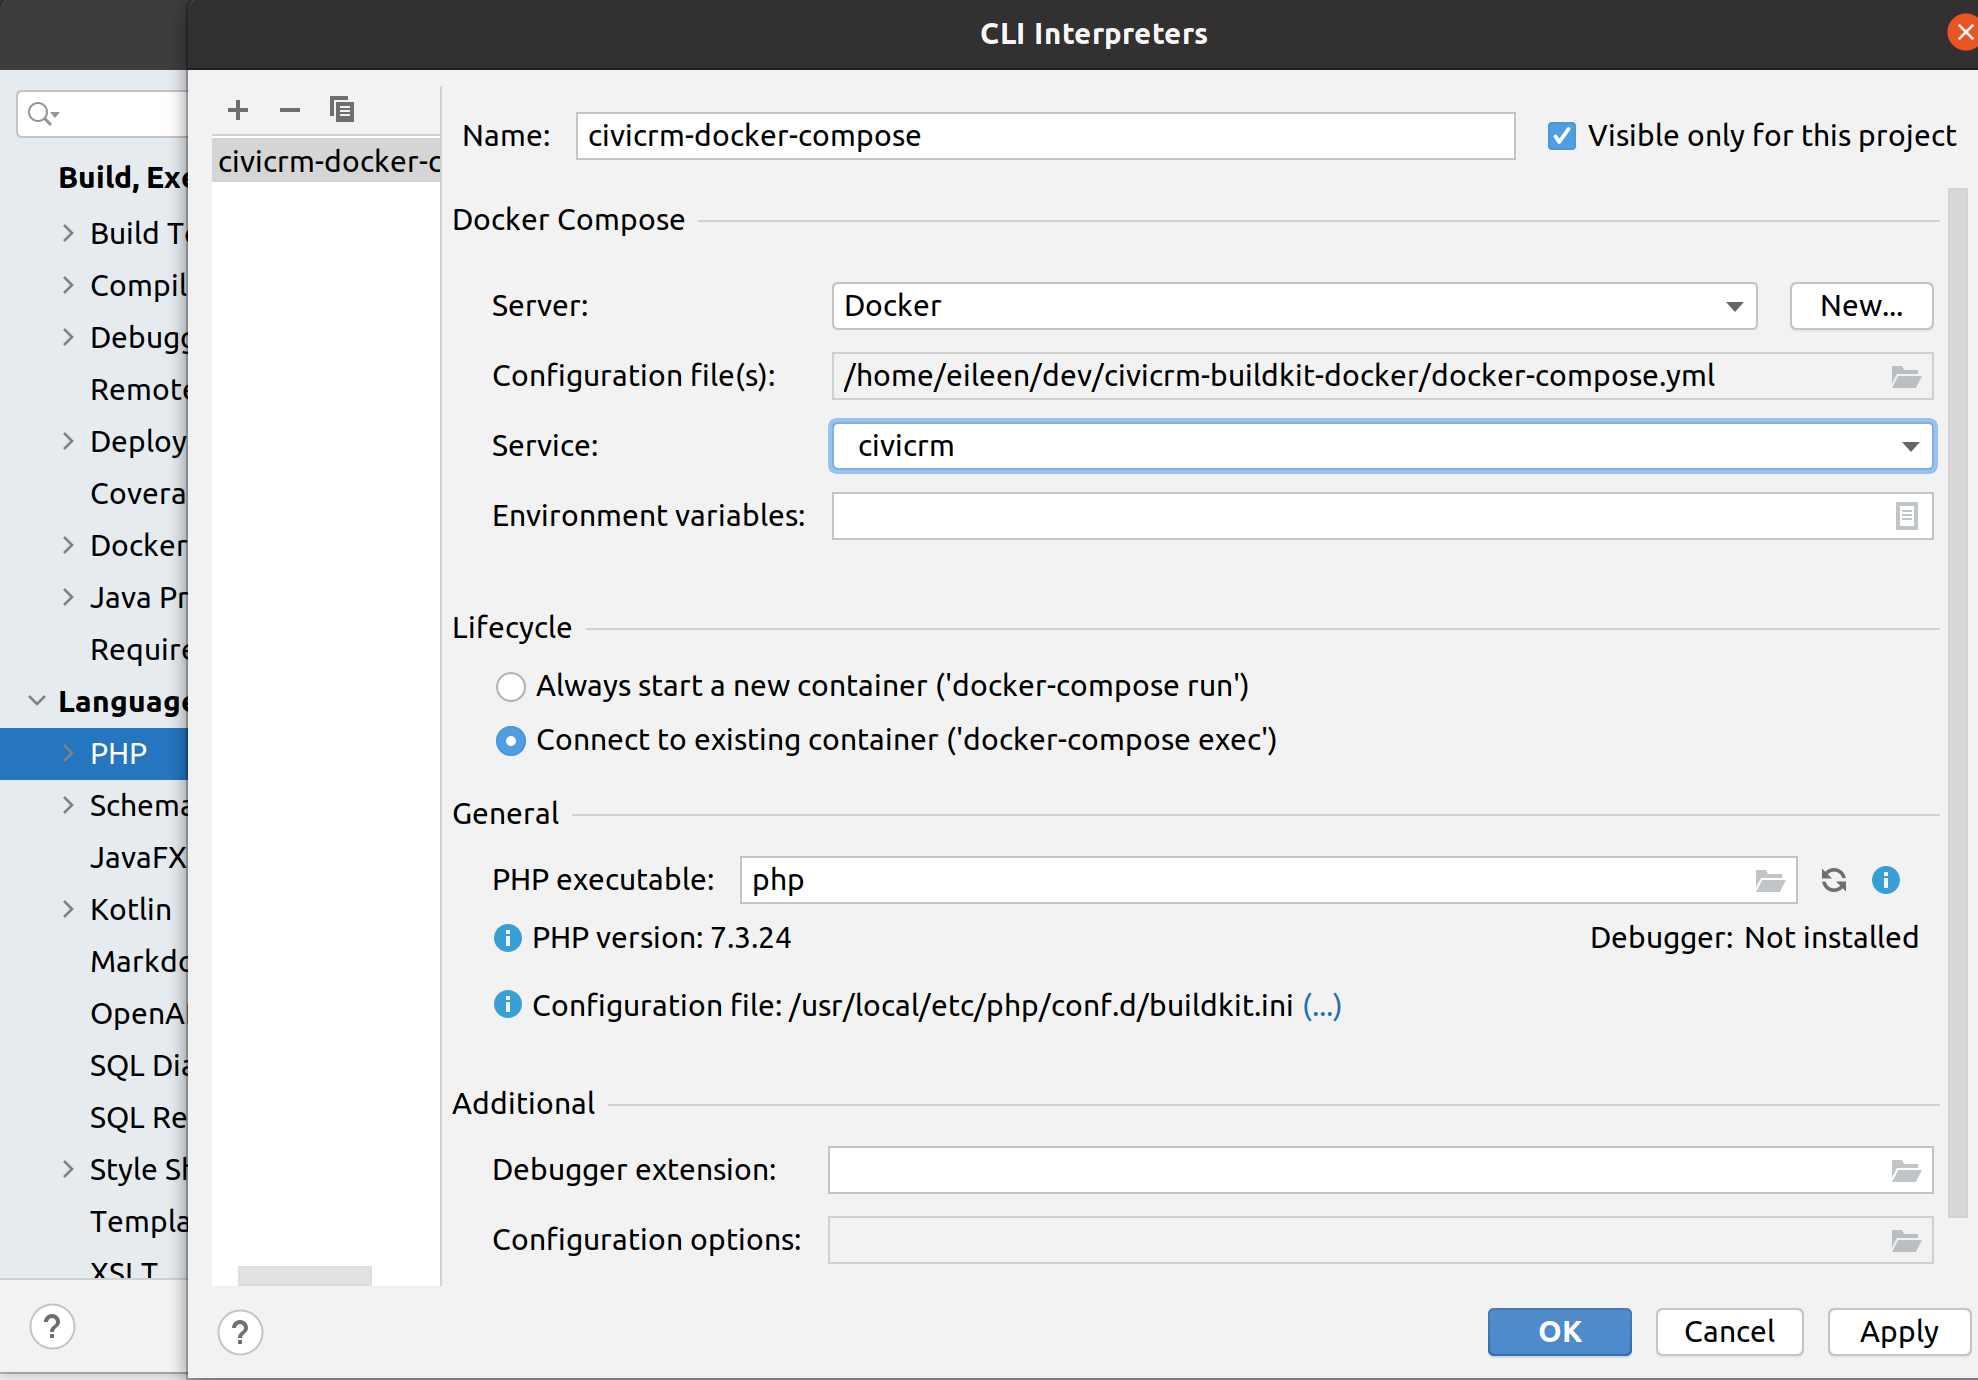 CLI Interpreters
Build, Exe
Build To
Compil
Debugg
Remote
Deploy
Covera
Docker
Java Pr
Require
Language
PHP
Schema
JavaFX
Kotlin
Markdo
OpenA
SQL Dia
SQL Re
Style Sh
Templa
XSLT
?
civicrm-docker-c
?
Name: civicrm-docker-compose Visible only for this project
Docker Compose
Server: Docker New...
Configuration file(s): /home/eileen/dev/civicrm-buildkit-docker/docker-compose.yml
Service: civicrm
Environment variables:
Lifecycle
Always start a new container ('docker-compose run')
Connect to existing container ('docker-compose exec')
General
PHP executable: php
PHP version: 7.3.24 Debugger: Not installed
Configuration file: /usr/local/etc/php/conf.d/buildkit.ini (...)
Additional
Debugger extension:
Configuration options:
OK Cancel Apply